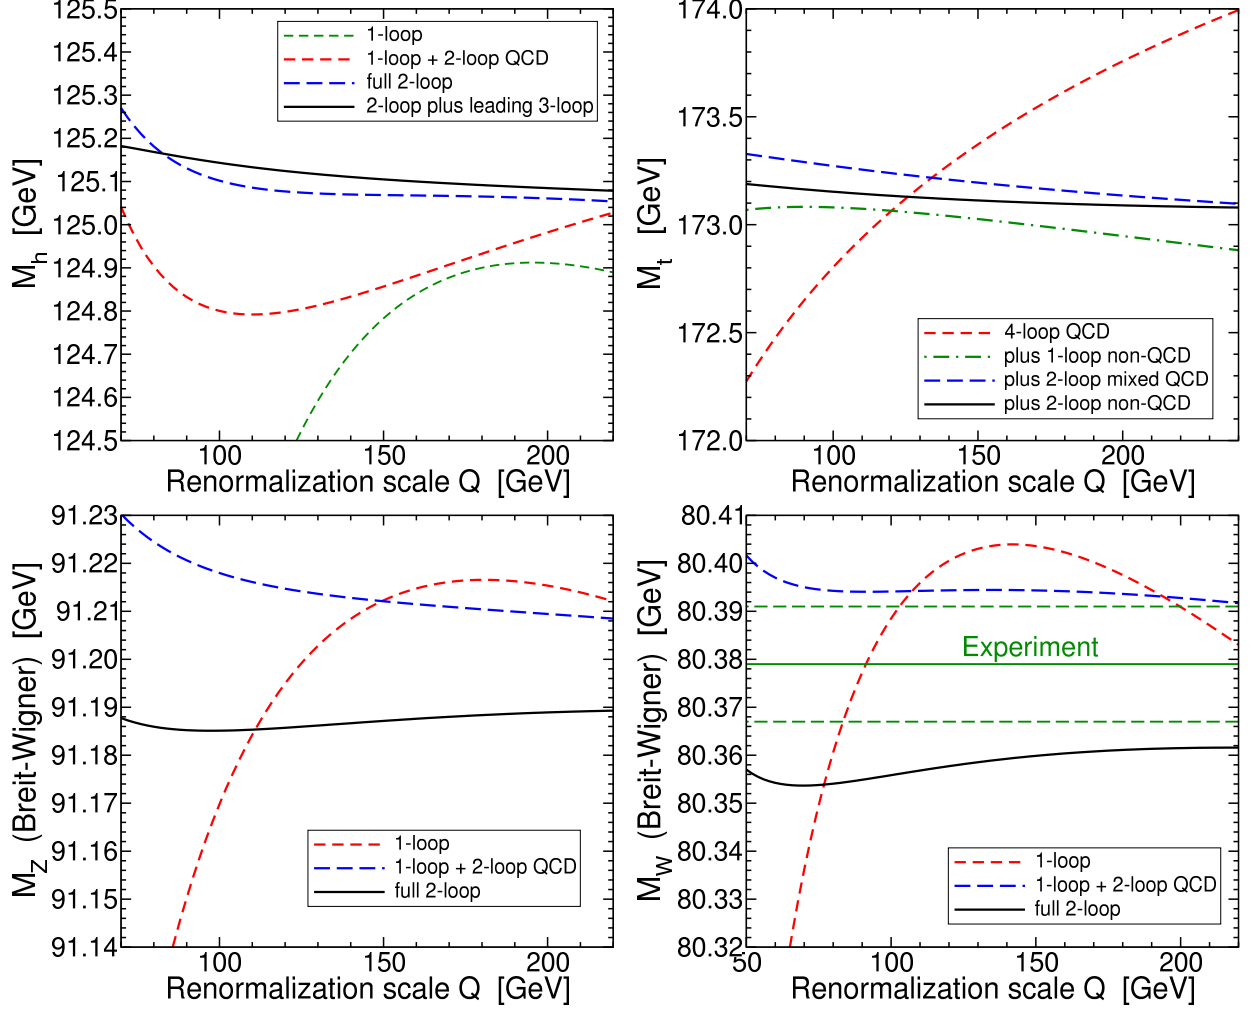 125.5
125.4
125.3
125.2
125.1
125.0
124.9
124.8
124.7
124.6
124.5
M_h [GeV]
1-loop
1-loop + 2-loop QCD
full 2-loop
2-loop plus leading 3-loop
100 150 200
Renormalization scale Q [GeV]
174.0
173.5
173.0
172.5
172.0
M_t [GeV]
4-loop QCD
plus 1-loop non-QCD
plus 2-loop mixed QCD
plus 2-loop non-QCD
100 150 200
Renormalization scale Q [GeV]
91.23
91.22
91.21
91.20
91.19
91.18
91.17
91.16
91.15
91.14
M_Z (Breit-Wigner) [GeV]
1-loop
1-loop + 2-loop QCD
full 2-loop
100 150 200
Renormalization scale Q [GeV]
80.41
80.40
80.39
80.38
80.37
80.36
80.35
80.34
80.33
80.32
M_W (Breit-Wigner) [GeV]
Experiment
1-loop
1-loop + 2-loop QCD
full 2-loop
50 100 150 200
Renormalization scale Q [GeV]